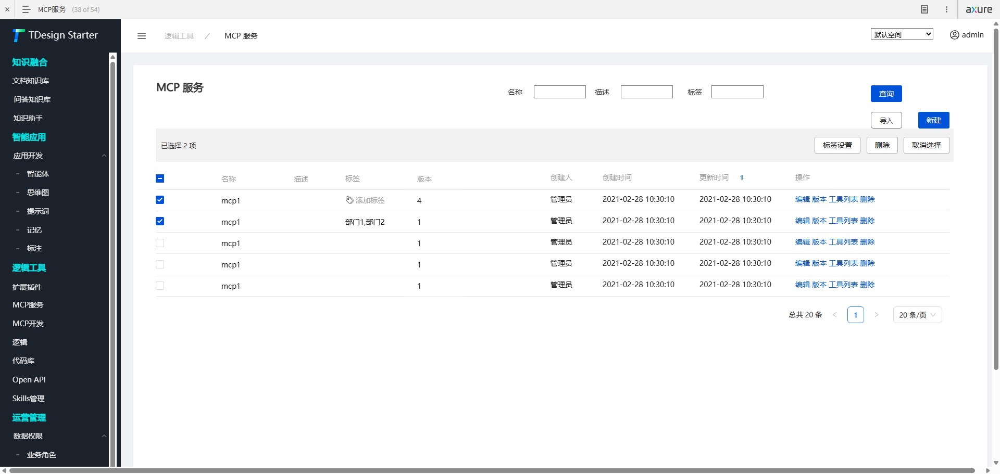 MCP服务 (38 of 54)
axure
TDesign Starter
逻辑工具 / MCP 服务
默认空间
admin
知识融合
文档知识库
问答知识库
知识助手
智能应用
应用开发
- 智能体
- 思维图
- 提示词
- 记忆
- 标注
逻辑工具
扩展插件
MCP服务
MCP开发
逻辑
代码库
Open API
Skills管理
运营管理
数据权限
- 业务角色
MCP 服务
名称 描述 标签 查询
导入 新建
已选择 2 项 标签设置 删除 取消选择
名称 描述 标签 版本 创建人 创建时间 更新时间 操作
mcp1 添加标签 4 管理员 2021-02-28 10:30:10 2021-02-28 10:30:10 编辑 版本 工具列表 删除
mcp1 部门1,部门2 1 管理员 2021-02-28 10:30:10 2021-02-28 10:30:10 编辑 版本 工具列表 删除
mcp1 1 管理员 2021-02-28 10:30:10 2021-02-28 10:30:10 编辑 版本 工具列表 删除
mcp1 1 管理员 2021-02-28 10:30:10 2021-02-28 10:30:10 编辑 版本 工具列表 删除
mcp1 1 管理员 2021-02-28 10:30:10 2021-02-28 10:30:10 编辑 版本 工具列表 删除
总共 20 条 < 1 > 20 条/页